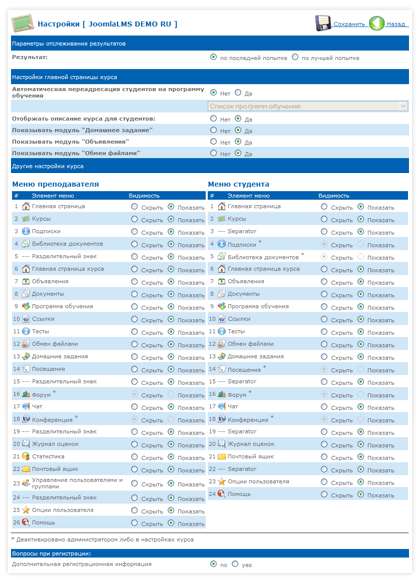 Настройки [ JoomlaLMS DEMO RU ] Сохранить Назад
Параметры отслеживания результатов
Результат: по последней попытке по лучшей попытке
Настройки главной страницы курса
Автоматическая переадресация студентов на программу обучения Нет Да
Список программ обучения
Отображать описание курса для студентов: Нет Да
Показывать модуль "Домашнее задание" Нет Да
Показывать модуль "Объявления" Нет Да
Показывать модуль "Обмен файлами" Нет Да
Другие настройки курса
Меню преподавателя
# Элемент меню Видимость
1 Главная страница Скрыть Показать
2 Курсы Скрыть Показать
3 Подписки Скрыть Показать
4 Библиотека документов Скрыть Показать
5 --- Разделительный знак Скрыть Показать
6 Главная страница курса Скрыть Показать
7 Объявления Скрыть Показать
8 Документы Скрыть Показать
9 Программа обучения Скрыть Показать
10 Ссылки Скрыть Показать
11 Тесты Скрыть Показать
12 Обмен файлами Скрыть Показать
13 Домашние задания Скрыть Показать
14 Посещения Скрыть Показать
15 --- Разделительный знак Скрыть Показать
16 Форум * Скрыть Показать
17 Чат Скрыть Показать
18 Конференция * Скрыть Показать
19 --- Разделительный знак Скрыть Показать
20 Журнал оценок Скрыть Показать
21 Статистика Скрыть Показать
22 Почтовый ящик Скрыть Показать
23 Управление пользователями и группами Скрыть Показать
24 --- Разделительный знак Скрыть Показать
25 Опции пользователя Скрыть Показать
26 Помощь Скрыть Показать
Меню студента
# Элемент меню Видимость
1 Главная страница Скрыть Показать
2 Курсы Скрыть Показать
3 --- Separator Скрыть Показать
4 Подписки * Скрыть Показать
5 Библиотека документов * Скрыть Показать
6 Главная страница курса Скрыть Показать
7 Объявления Скрыть Показать
8 Документы Скрыть Показать
9 Программа обучения Скрыть Показать
10 Ссылки Скрыть Показать
11 Тесты Скрыть Показать
12 Обмен файлами Скрыть Показать
13 Домашние задания Скрыть Показать
14 Посещения * Скрыть Показать
15 --- Separator Скрыть Показать
16 Форум * Скрыть Показать
17 Чат Скрыть Показать
18 Конференция * Скрыть Показать
19 --- Separator Скрыть Показать
20 Журнал оценок Скрыть Показать
21 Почтовый ящик Скрыть Показать
22 --- Separator Скрыть Показать
23 Опции пользователя Скрыть Показать
24 Помощь Скрыть Показать
* Деактивировано администратором либо в настройках курса
Вопросы при регистрации:
Дополнительная регистрационная информация no yes